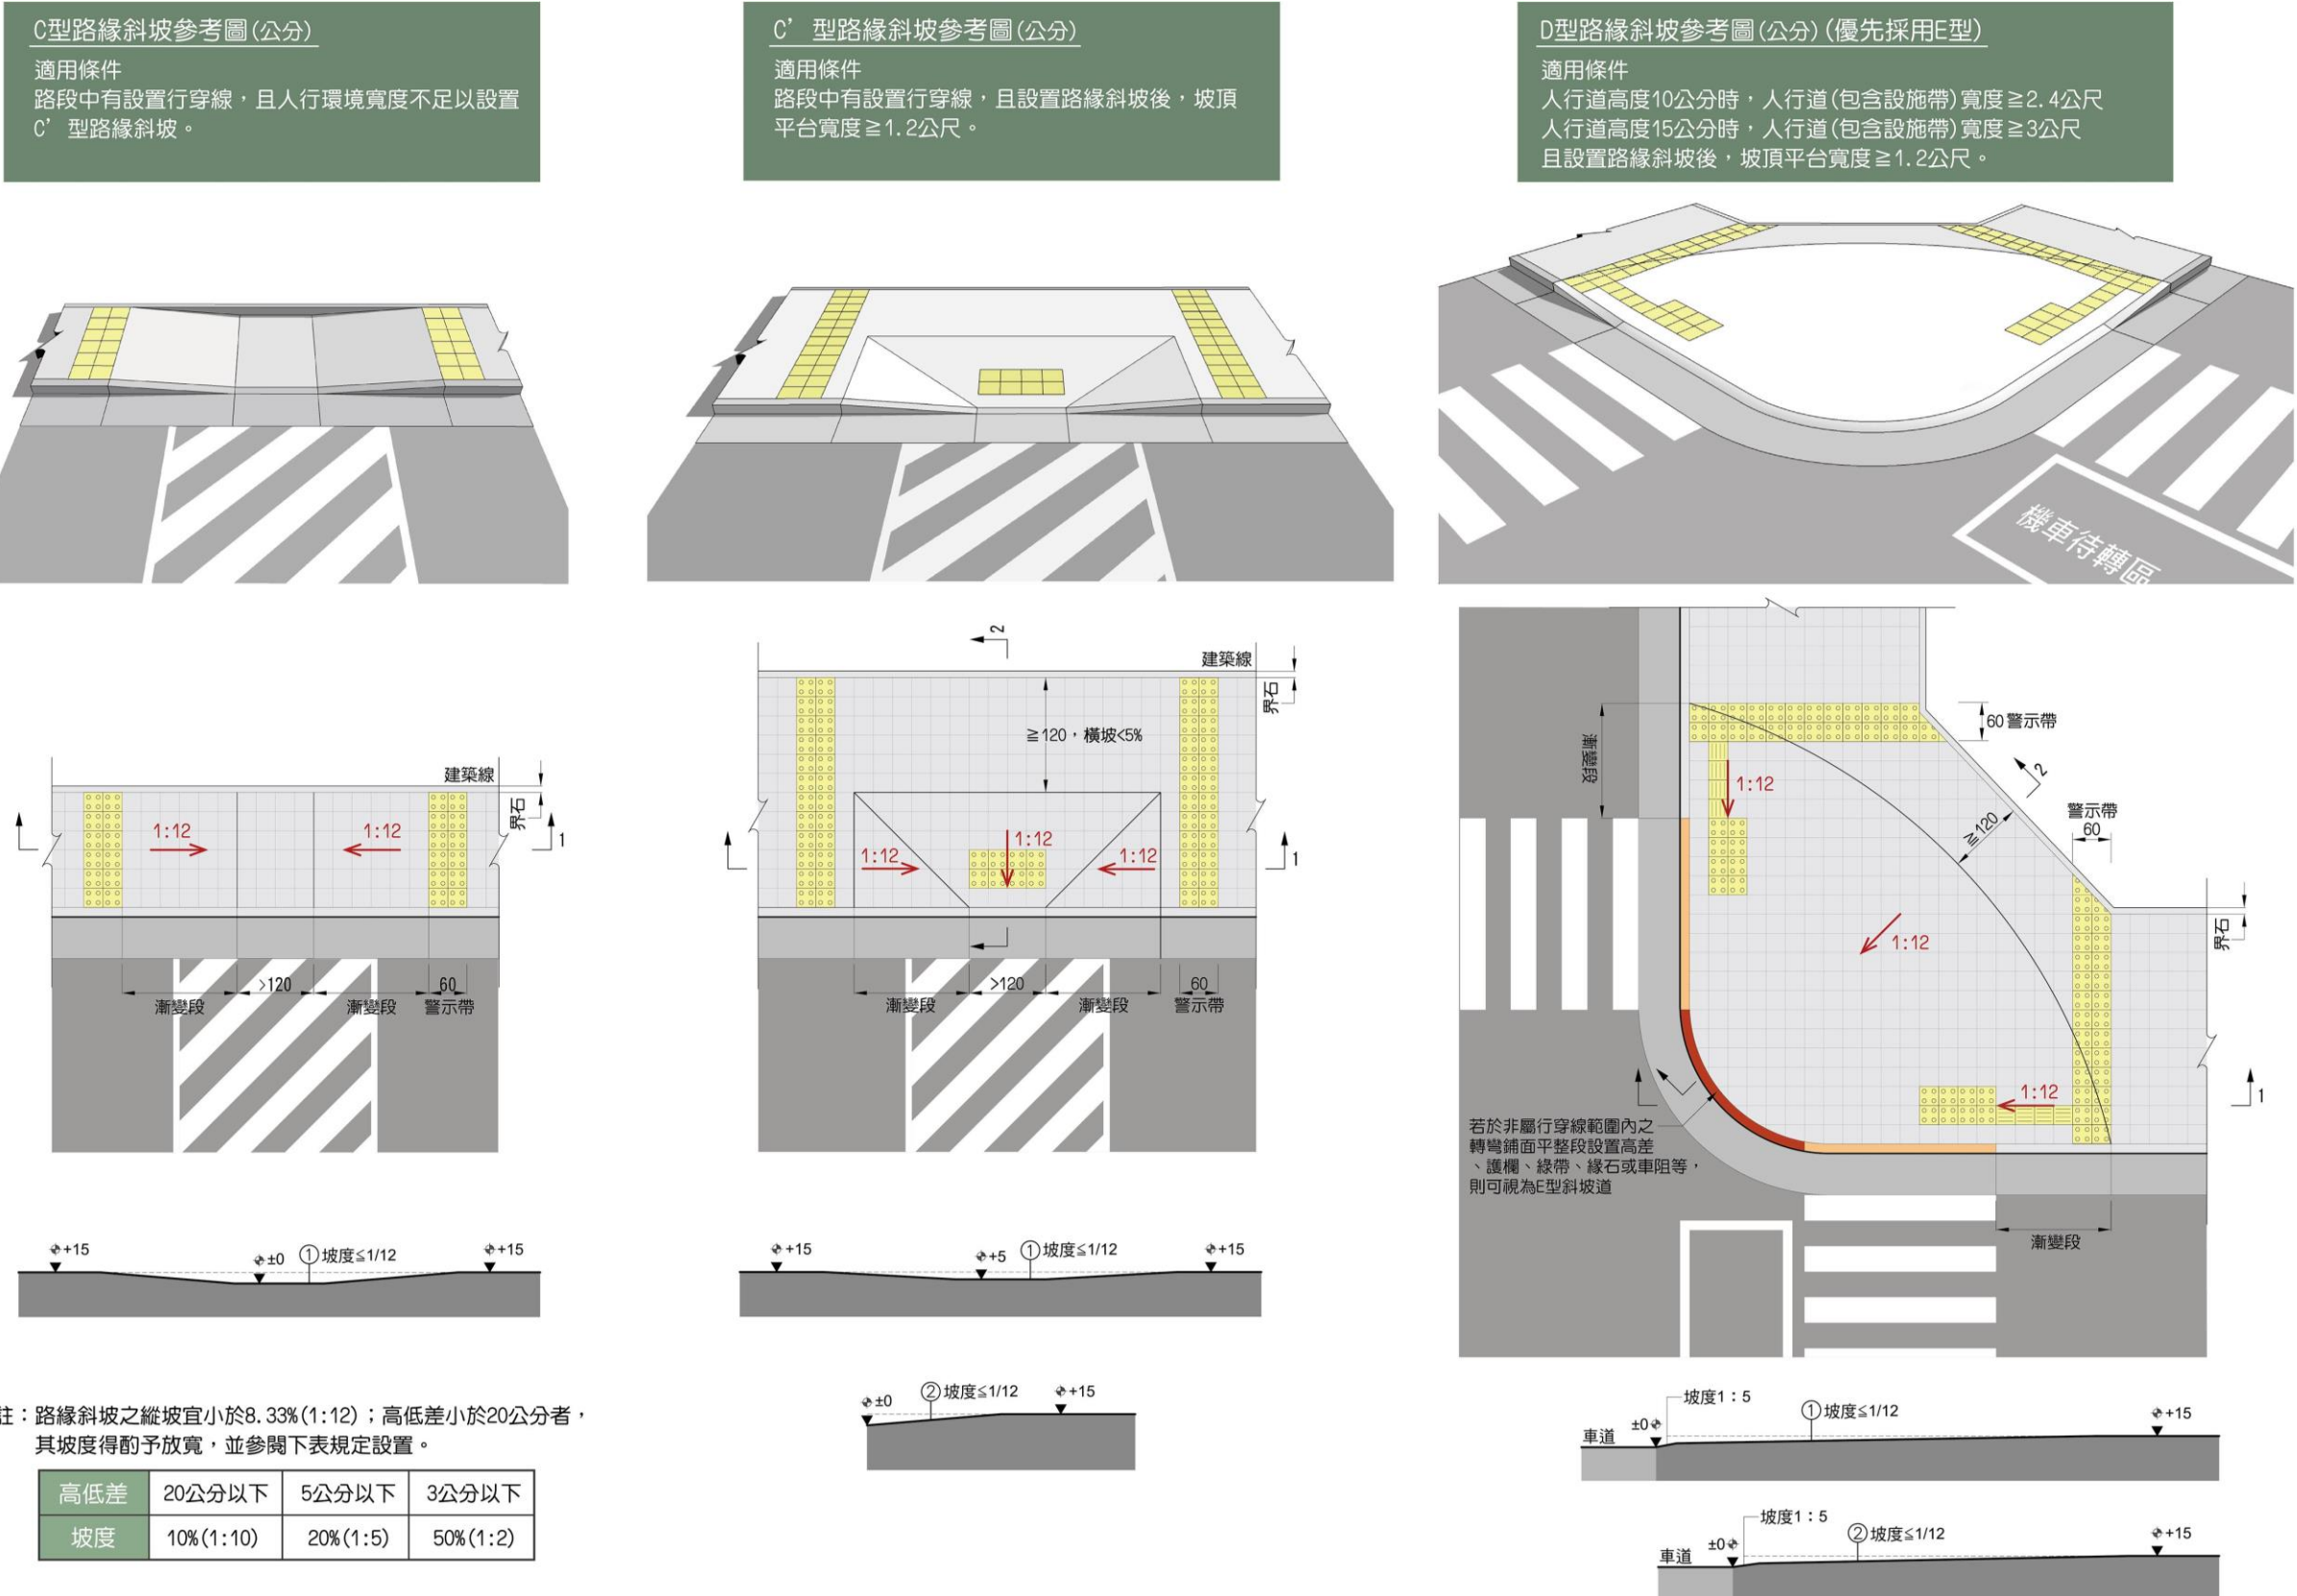 C型路緣斜坡參考圖(公分)
適用條件
路段中有設置行穿線，且人行環境寬度不足以設置
C’型路緣斜坡。
建築線
界石
1:12
1:12
1
>120
60
漸變段
漸變段
警示帶
+15
±0
①坡度≦1/12
+15
註：路緣斜坡之縱坡宜小於8.33%(1:12)；高低差小於20公分者，
其坡度得酌予放寬，並參閱下表規定設置。
高低差 20公分以下 5公分以下 3公分以下
坡度 10%(1:10) 20%(1:5) 50%(1:2)
C’型路緣斜坡參考圖(公分)
適用條件
路段中有設置行穿線，且設置路緣斜坡後，坡頂
平台寬度≧1.2公尺。
2
建築線
界石
≧120，橫坡<5%
1:12
1:12
1:12
1
>120
60
漸變段
漸變段
警示帶
+15
+5
①坡度≦1/12
+15
±0
②坡度≦1/12
+15
D型路緣斜坡參考圖(公分)(優先採用E型)
適用條件
人行道高度10公分時，人行道(包含設施帶)寬度≧2.4公尺
人行道高度15公分時，人行道(包含設施帶)寬度≧3公尺
且設置路緣斜坡後，坡頂平台寬度≧1.2公尺。
機車待轉區
60 警示帶
漸變段
1:12
2
≧120
警示帶
60
1:12
界石
1:12
1
若於非屬行穿線範圍內之
轉彎鋪面平整段設置高差
、護欄、綠帶、緣石或車阻等，
則可視為E型斜坡道
漸變段
坡度1：5
①坡度≦1/12
±0
+15
車道
坡度1：5
②坡度≦1/12
±0
+15
車道